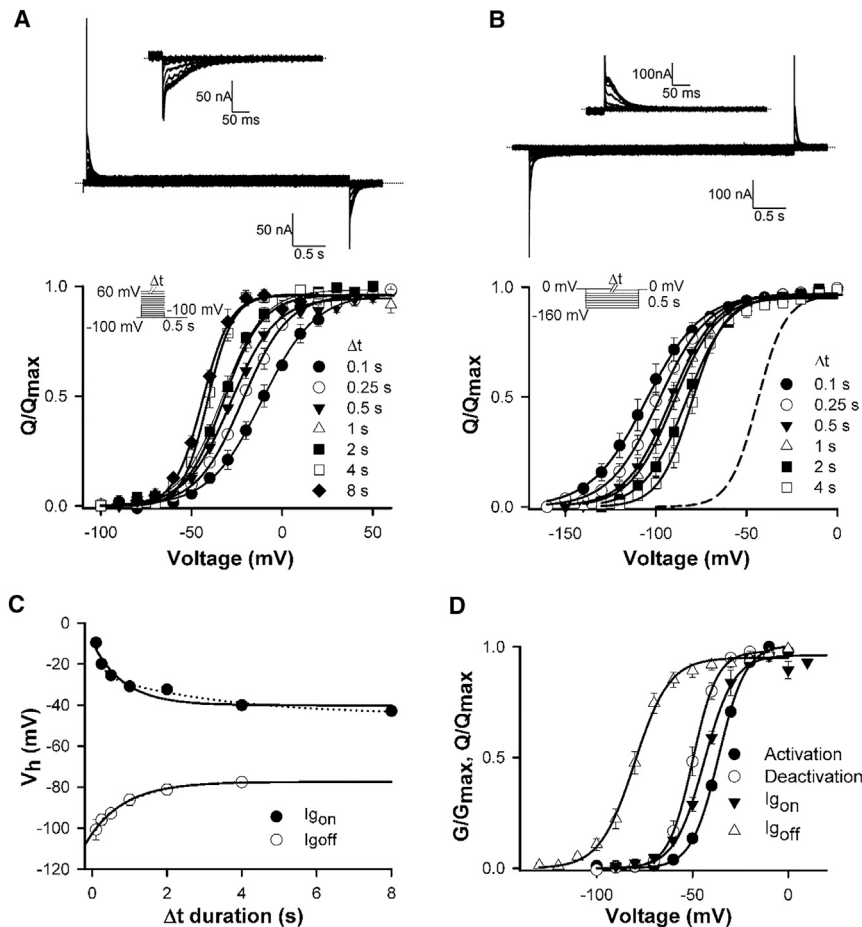 A
50 nA
50 ms
50 nA
0.5 s
Δt
60 mV
-100 mV
-100 mV
0.5 s
1.0
0.5
0.0
Q/Qmax
-100
-50
0
50
Voltage (mV)
Δt
0.1 s
0.25 s
0.5 s
1 s
2 s
4 s
8 s
B
100nA
50 ms
100 nA
0.5 s
0 mV
Δt
0 mV
0.5 s
-160 mV
1.0
0.5
0.0
Q/Qmax
-150
-100
-50
0
Voltage (mV)
Δt
0.1 s
0.25 s
0.5 s
1 s
2 s
4 s
C
0
-20
-40
-60
-80
-100
-120
Vh (mV)
Igon
Igoff
0
2
4
6
8
Δt duration (s)
D
1.0
0.5
0.0
G/Gmax, Q/Qmax
Activation
Deactivation
Igon
Igoff
-100
-50
0
Voltage (mV)